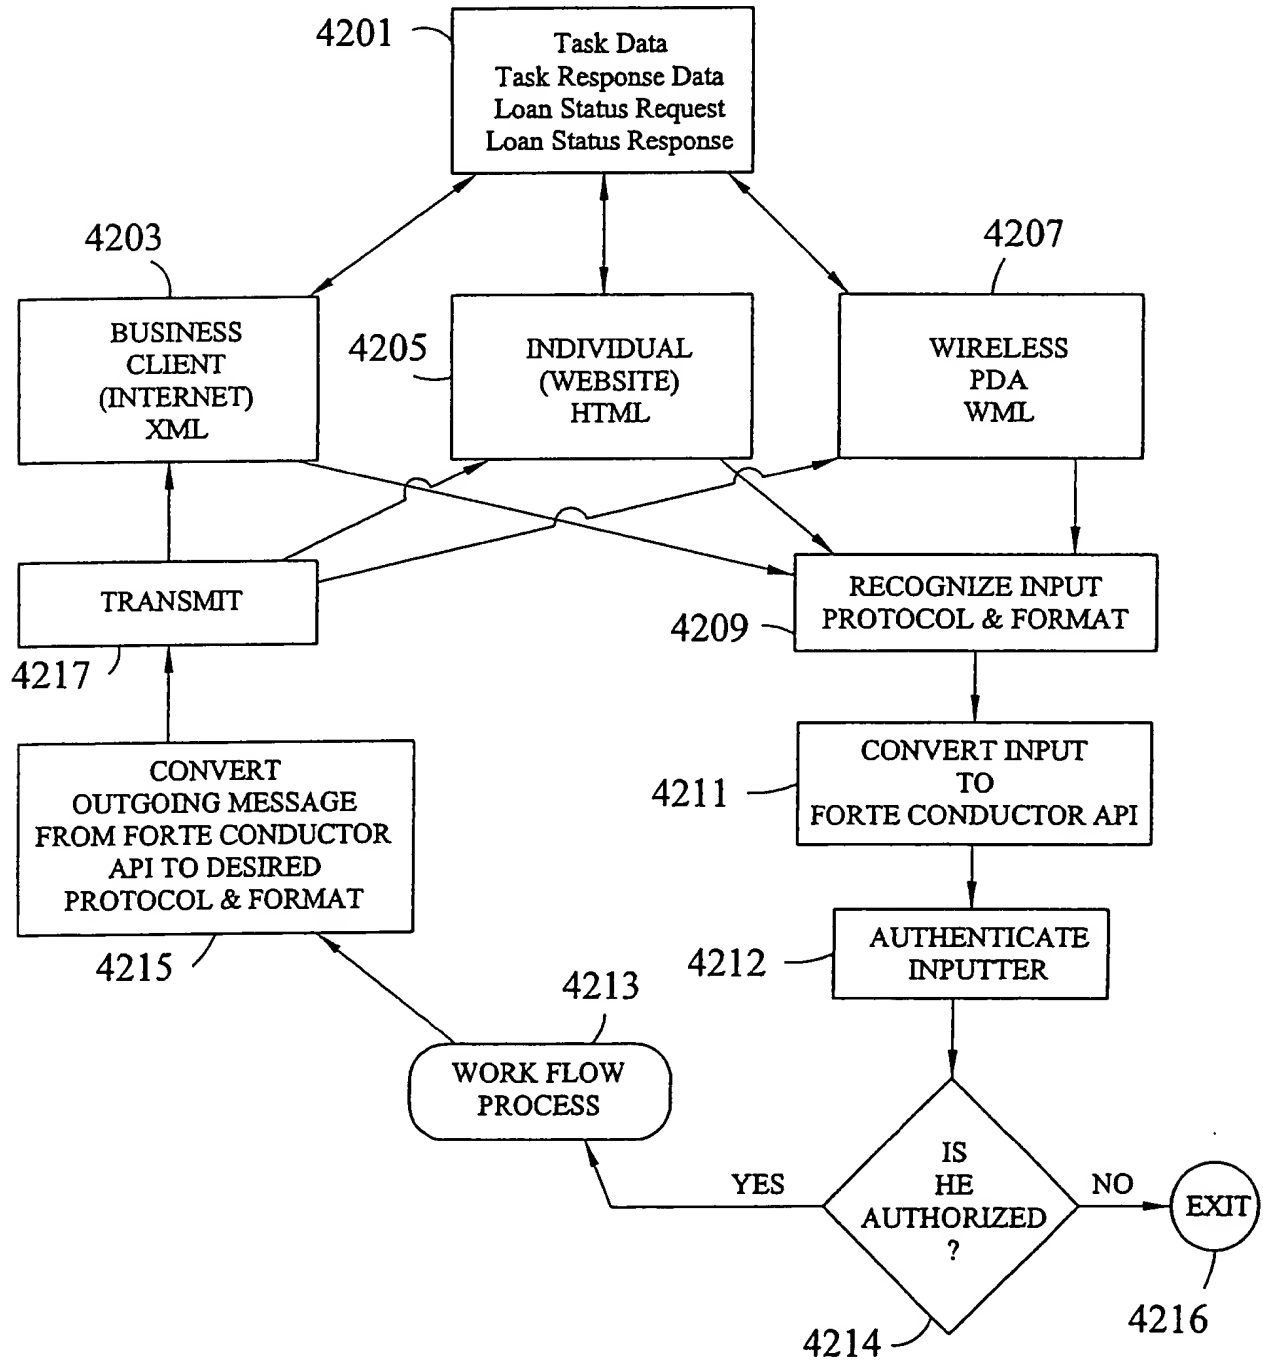 4201
Task Data
Task Response Data
Loan Status Request
Loan Status Response
4203
4207
BUSINESS
CLIENT
(INTERNET)
XML
4205
INDIVIDUAL
(WEBSITE)
HTML
WIRELESS
PDA
WML
TRANSMIT
4217
RECOGNIZE INPUT
PROTOCOL & FORMAT
4209
CONVERT
OUTGOING MESSAGE
FROM FORTE CONDUCTOR
API TO DESIRED
PROTOCOL & FORMAT
4215
CONVERT INPUT
TO
FORTE CONDUCTOR API
4211
AUTHENTICATE
INPUTTER
4212
4213
WORK FLOW
PROCESS
YES
IS
HE
AUTHORIZED
?
NO
EXIT
4214
4216